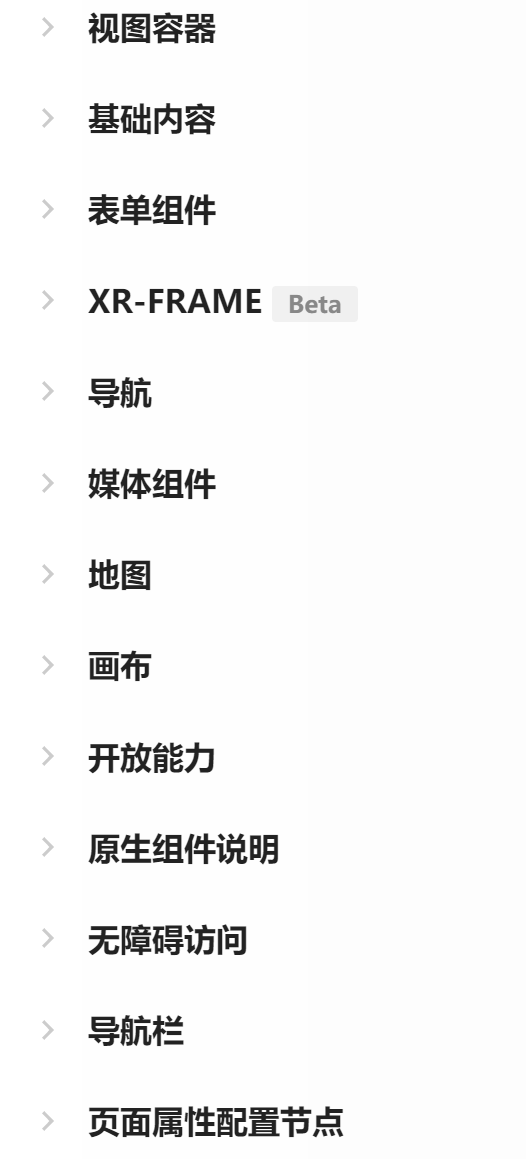 视图容器
基础内容
表单组件
XR-FRAME Beta
导航
媒体组件
地图
画布
开放能力
原生组件说明
无障碍访问
导航栏
页面属性配置节点